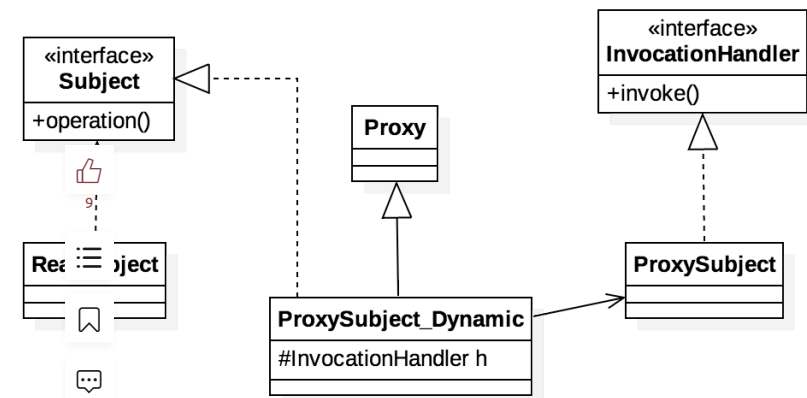 «interface»
Subject
+operation()
9
Proxy
«interface»
InvocationHandler
+invoke()
ProxySubject
ProxySubject_Dynamic
#InvocationHandler h